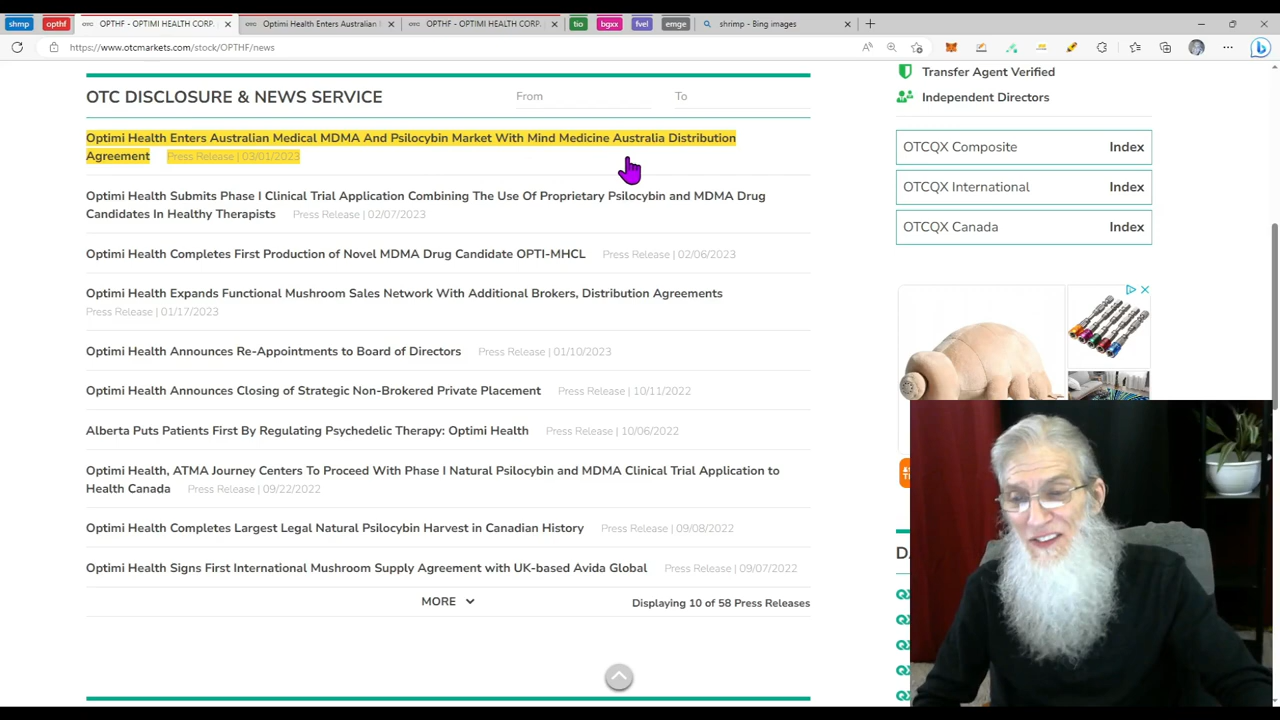 shmp
opthf
OPTHF - OPTIMI HEALTH CORP.
Optimi Health Enters Australian
OPTHF - OPTIMI HEALTH CORP.
tio
bgxx
fvel
emge
shrimp - Bing images
https://www.otcmarkets.com/stock/OPTHF/news
OTC DISCLOSURE & NEWS SERVICE
From
To
Optimi Health Enters Australian Medical MDMA And Psilocybin Market With Mind Medicine Australia Distribution
Agreement Press Release | 03/01/2023
Optimi Health Submits Phase I Clinical Trial Application Combining The Use Of Proprietary Psilocybin and MDMA Drug
Candidates In Healthy Therapists Press Release | 02/07/2023
Optimi Health Completes First Production of Novel MDMA Drug Candidate OPTI-MHCL Press Release | 02/06/2023
Optimi Health Expands Functional Mushroom Sales Network With Additional Brokers, Distribution Agreements
Press Release | 01/17/2023
Optimi Health Announces Re-Appointments to Board of Directors Press Release | 01/10/2023
Optimi Health Announces Closing of Strategic Non-Brokered Private Placement Press Release | 10/11/2022
Alberta Puts Patients First By Regulating Psychedelic Therapy: Optimi Health Press Release | 10/06/2022
Optimi Health, ATMA Journey Centers To Proceed With Phase I Natural Psilocybin and MDMA Clinical Trial Application to
Health Canada Press Release | 09/22/2022
Optimi Health Completes Largest Legal Natural Psilocybin Harvest in Canadian History Press Release | 09/08/2022
Optimi Health Signs First International Mushroom Supply Agreement with UK-based Avida Global Press Release | 09/07/2022
MORE
Displaying 10 of 58 Press Releases
Transfer Agent Verified
Independent Directors
OTCQX Composite Index
OTCQX International Index
OTCQX Canada Index